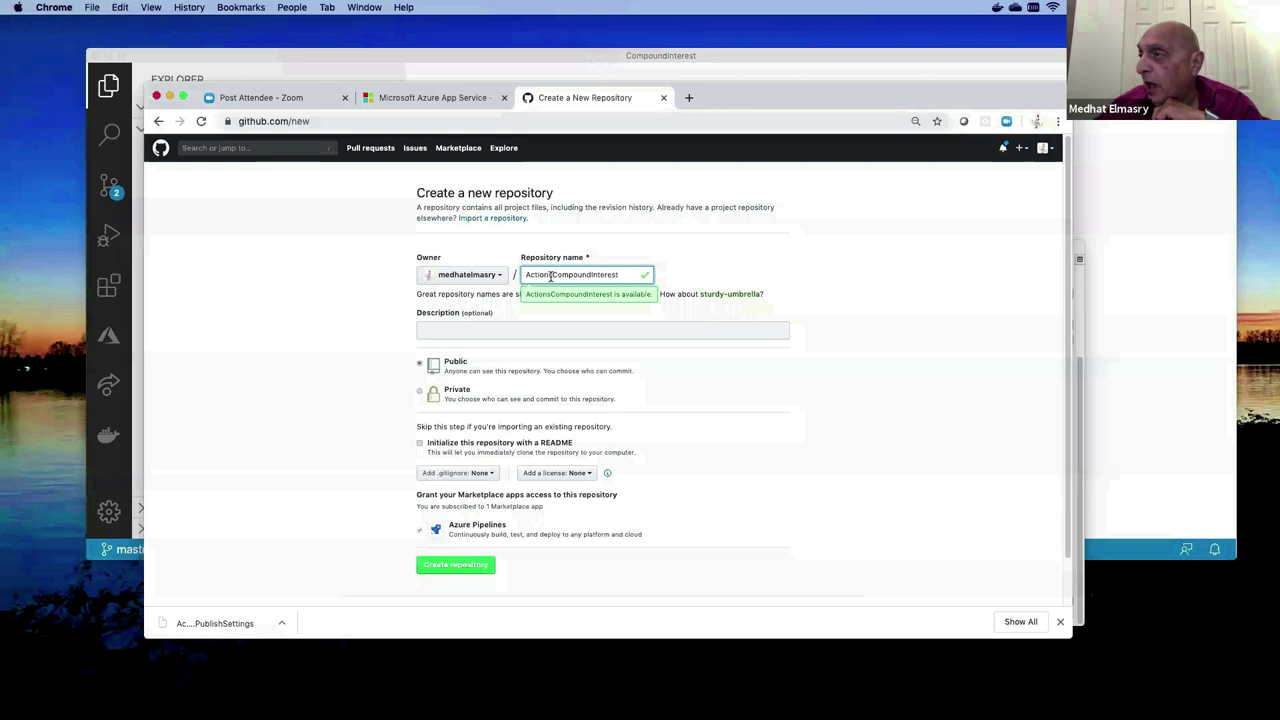 Chrome File Edit View History Bookmarks People Tab Window Help
CompoundInterest
EXPLORER
Medhat Elmasry
Post Attendee - Zoom
Microsoft Azure App Service -
Create a New Repository
github.com/new
Search or jump to... /
Pull requests Issues Marketplace Explore
2
Create a new repository
A repository contains all project files, including the revision history. Already have a project repository
elsewhere? Import a repository.
Owner
Repository name *
medhatelmasry / ActionsCompoundInterest
Great repository names are s
ActionsCompoundInterest is available.
How about sturdy-umbrella?
Description (optional)
Public
Anyone can see this repository. You choose who can commit.
Private
You choose who can see and commit to this repository.
Skip this step if you're importing an existing repository.
Initialize this repository with a README
This will let you immediately clone the repository to your computer.
Add .gitignore: None
Add a license: None
Grant your Marketplace apps access to this repository
You are subscribed to 1 Marketplace app
Azure Pipelines
Continuously build, test, and deploy to any platform and cloud
Create repository
maste
Ac....PublishSettings
Show All